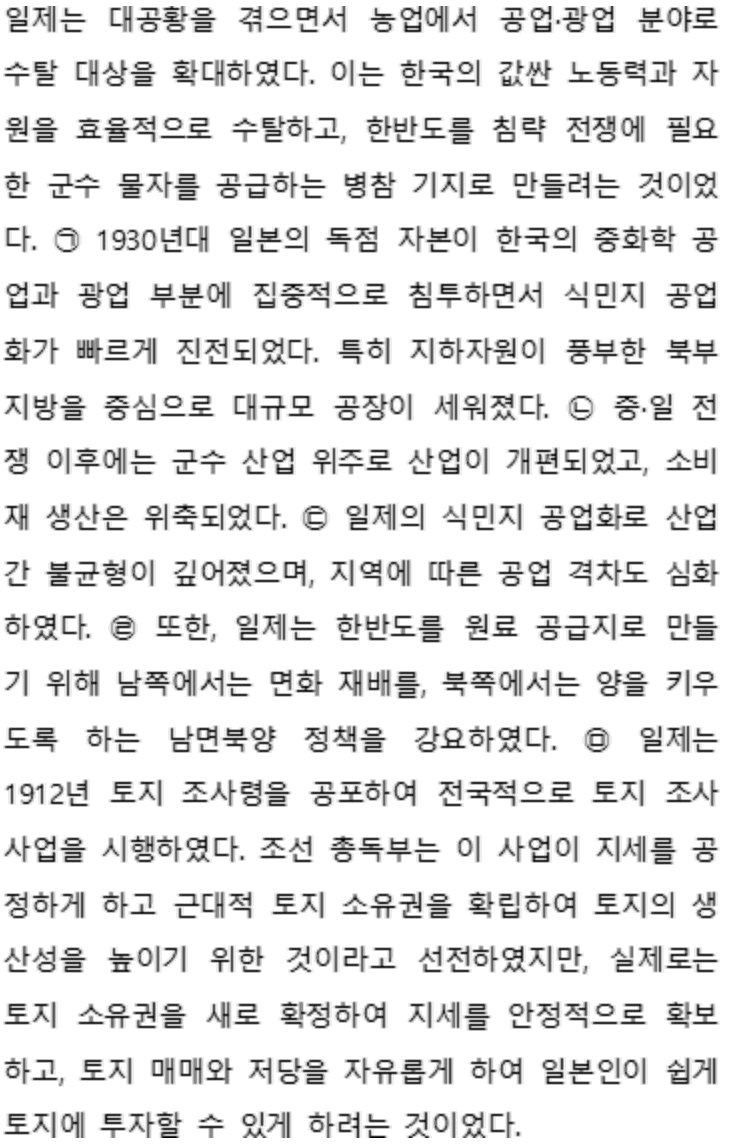 일제는 대공황을 겪으면서 농업에서 공업·광업 분야로
수탈 대상을 확대하였다. 이는 한국의 값싼 노동력과 자
원을 효율적으로 수탈하고, 한반도를 침략 전쟁에 필요
한 군수 물자를 공급하는 병참 기지로 만들려는 것이었
다. ㉠ 1930년대 일본의 독점 자본이 한국의 중화학 공
업과 광업 부분에 집중적으로 침투하면서 식민지 공업
화가 빠르게 진전되었다. 특히 지하자원이 풍부한 북부
지방을 중심으로 대규모 공장이 세워졌다. ㉡ 중·일 전
쟁 이후에는 군수 산업 위주로 산업이 개편되었고, 소비
재 생산은 위축되었다. ㉢ 일제의 식민지 공업화로 산업
간 불균형이 깊어졌으며, 지역에 따른 공업 격차도 심화
하였다. ㉣ 또한, 일제는 한반도를 원료 공급지로 만들
기 위해 남쪽에서는 면화 재배를, 북쪽에서는 양을 키우
도록 하는 남면북양 정책을 강요하였다. ㉤ 일제는
1912년 토지 조사령을 공포하여 전국적으로 토지 조사
사업을 시행하였다. 조선 총독부는 이 사업이 지세를 공
정하게 하고 근대적 토지 소유권을 확립하여 토지의 생
산성을 높이기 위한 것이라고 선전하였지만, 실제로는
토지 소유권을 새로 확정하여 지세를 안정적으로 확보
하고, 토지 매매와 저당을 자유롭게 하여 일본인이 쉽게
토지에 투자할 수 있게 하려는 것이었다.